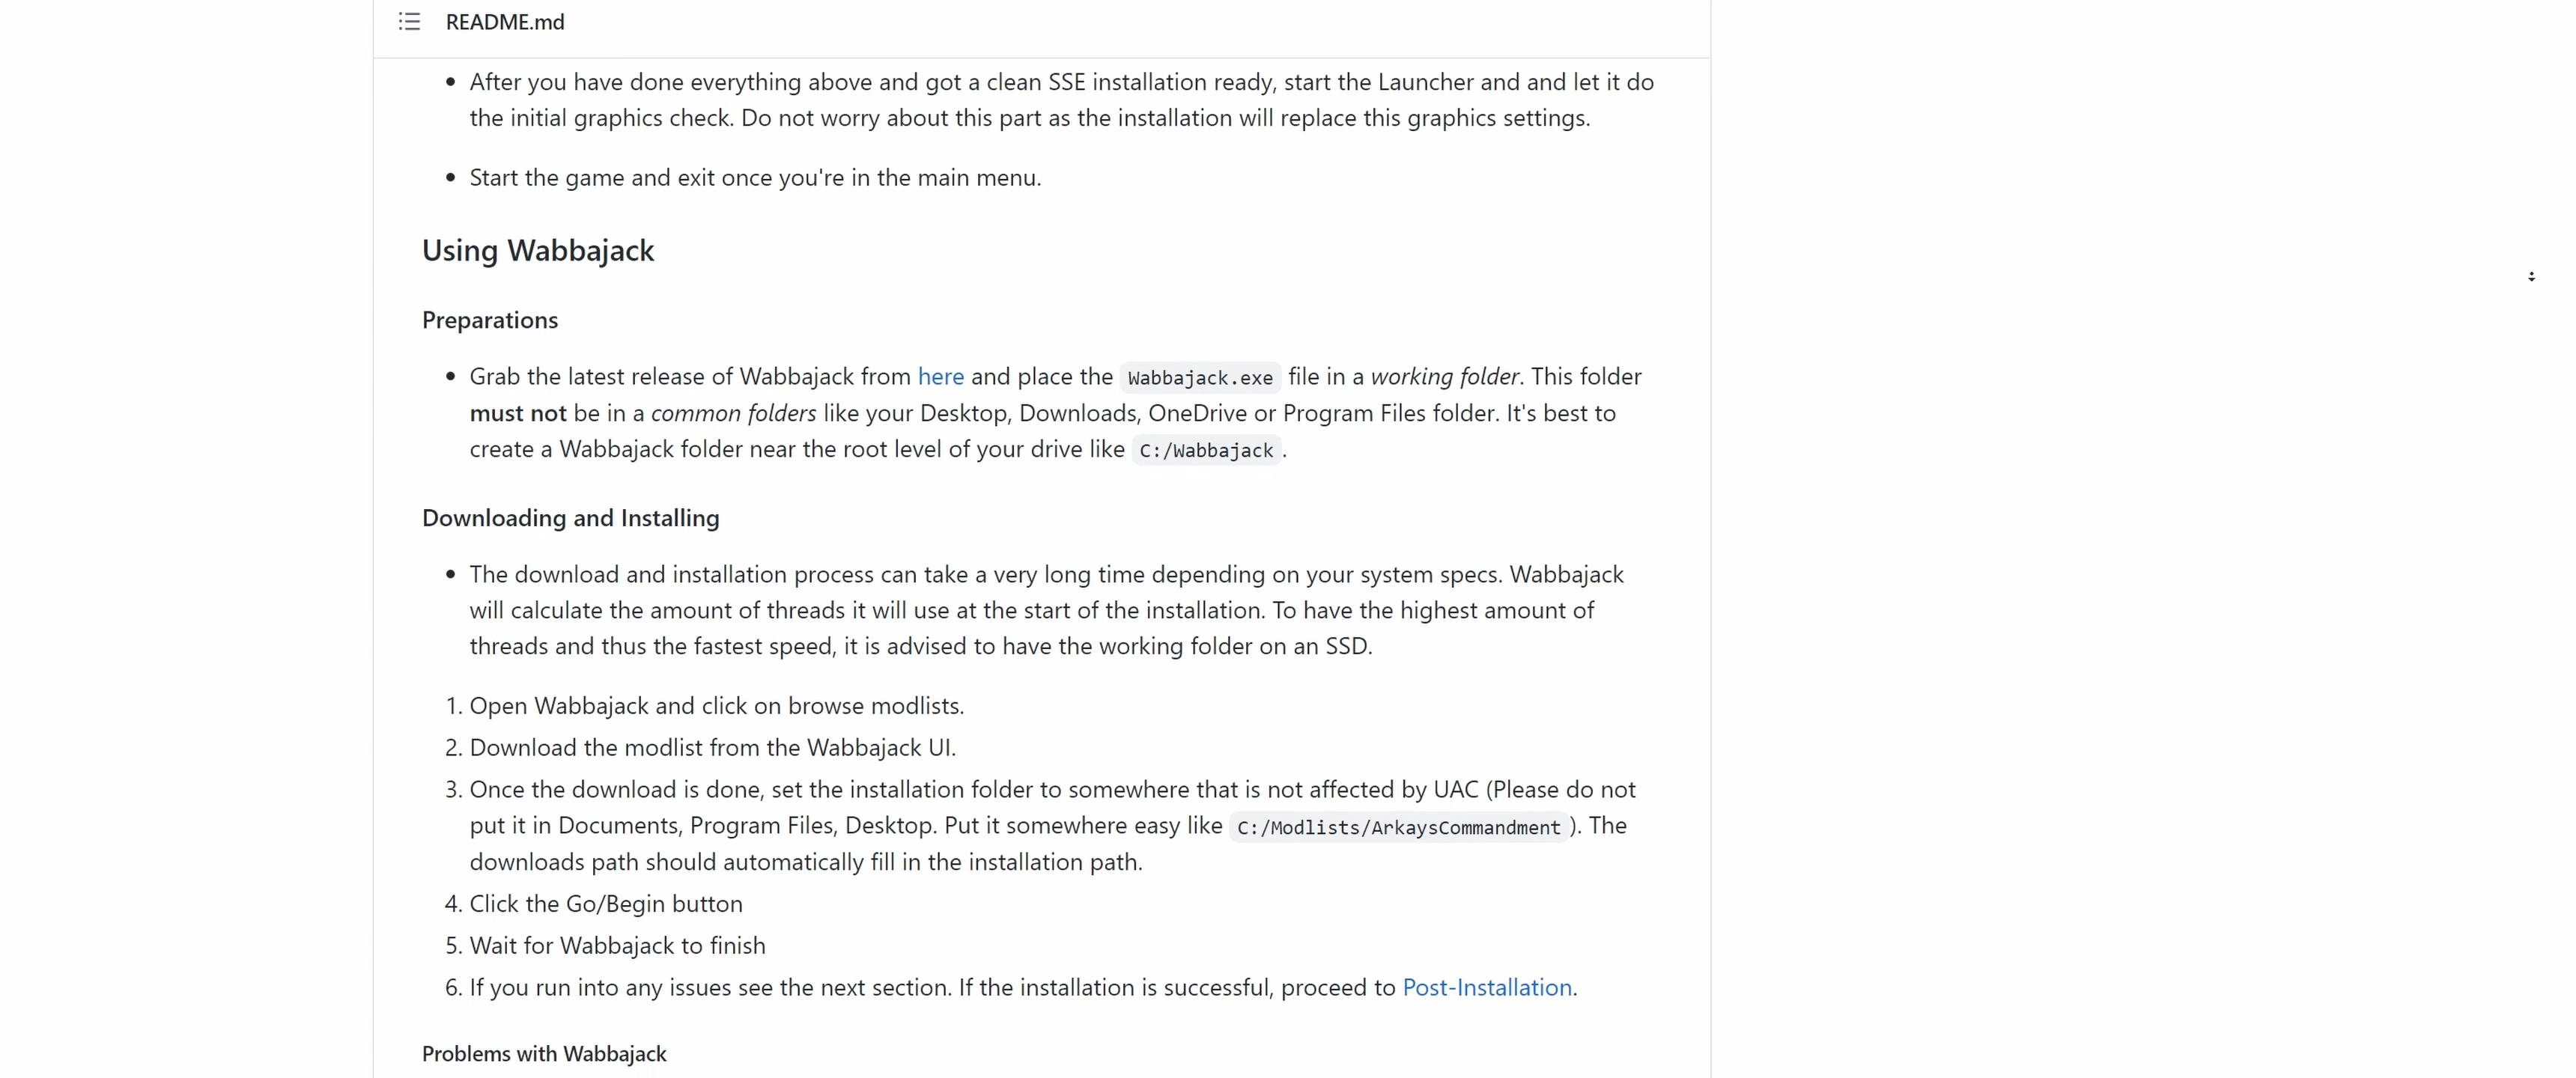 README.md
• After you have done everything above and got a clean SSE installation ready, start the Launcher and and let it do
the initial graphics check. Do not worry about this part as the installation will replace this graphics settings.
• Start the game and exit once you're in the main menu.
Using Wabbajack
Preparations
• Grab the latest release of Wabbajack from here and place the Wabbajack.exe file in a working folder. This folder
must not be in a common folders like your Desktop, Downloads, OneDrive or Program Files folder. It's best to
create a Wabbajack folder near the root level of your drive like C:/Wabbajack.
Downloading and Installing
• The download and installation process can take a very long time depending on your system specs. Wabbajack
will calculate the amount of threads it will use at the start of the installation. To have the highest amount of
threads and thus the fastest speed, it is advised to have the working folder on an SSD.
1. Open Wabbajack and click on browse modlists.
2. Download the modlist from the Wabbajack UI.
3. Once the download is done, set the installation folder to somewhere that is not affected by UAC (Please do not
put it in Documents, Program Files, Desktop. Put it somewhere easy like C:/Modlists/ArkaysCommandment). The
downloads path should automatically fill in the installation path.
4. Click the Go/Begin button
5. Wait for Wabbajack to finish
6. If you run into any issues see the next section. If the installation is successful, proceed to Post-Installation.
Problems with Wabbajack